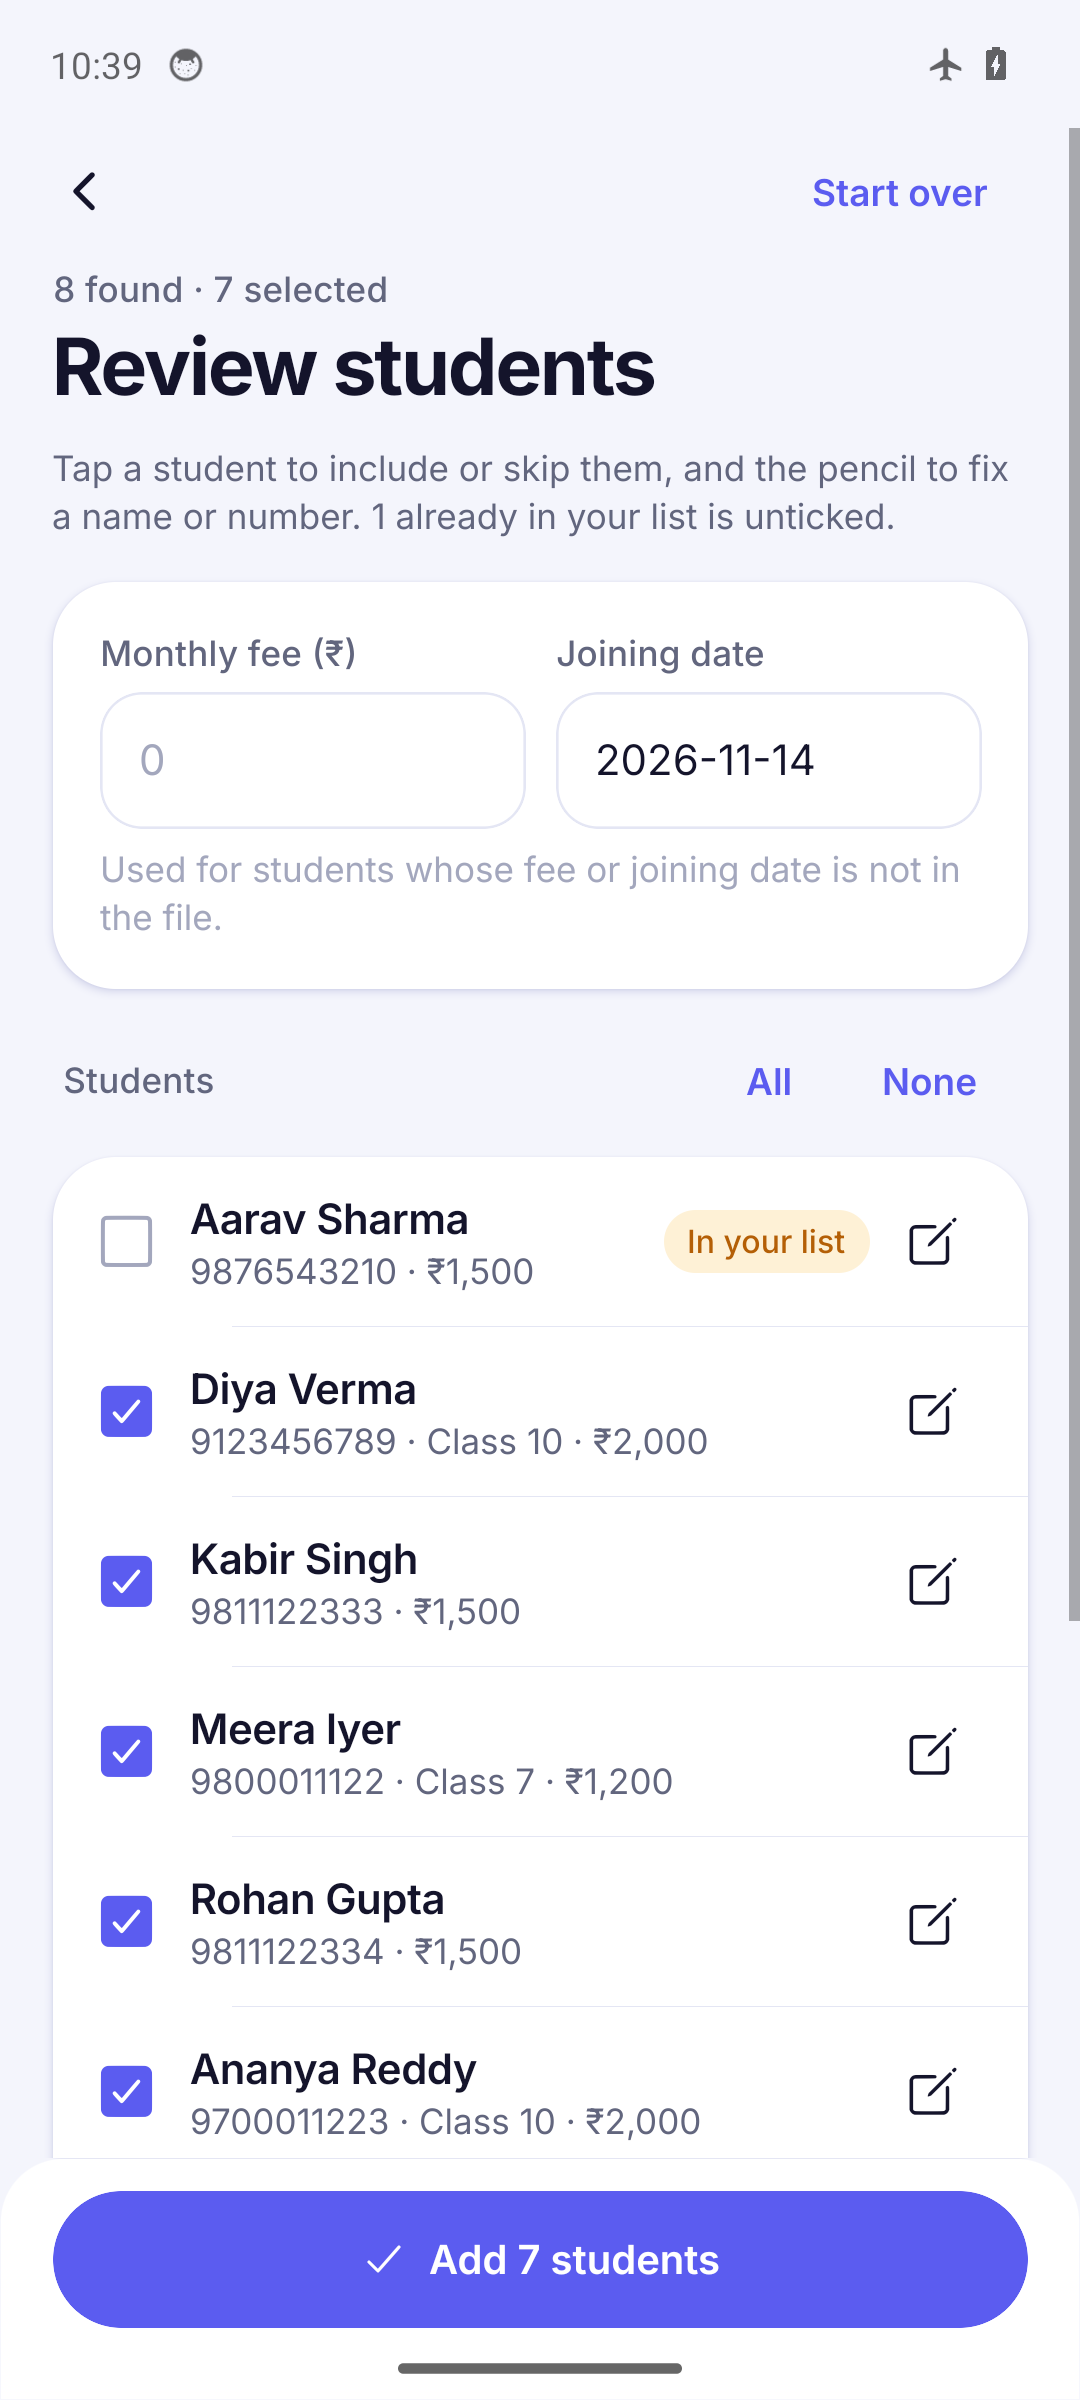 10:39
Start over
8 found · 7 selected
Review students
Tap a student to include or skip them, and the pencil to fix
a name or number. 1 already in your list is unticked.
Monthly fee (₹)
Joining date
0
2026-11-14
Used for students whose fee or joining date is not in
the file.
Students
All
None
Aarav Sharma
9876543210 · ₹1,500
In your list
Diya Verma
9123456789 · Class 10 · ₹2,000
Kabir Singh
9811122333 · ₹1,500
Meera Iyer
9800011122 · Class 7 · ₹1,200
Rohan Gupta
9811122334 · ₹1,500
Ananya Reddy
9700011223 · Class 10 · ₹2,000
Add 7 students